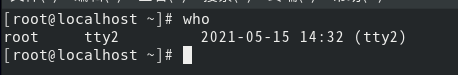 [root@localhost ~]# who
root     tty2         2021-05-15 14:32 (tty2)
[root@localhost ~]#